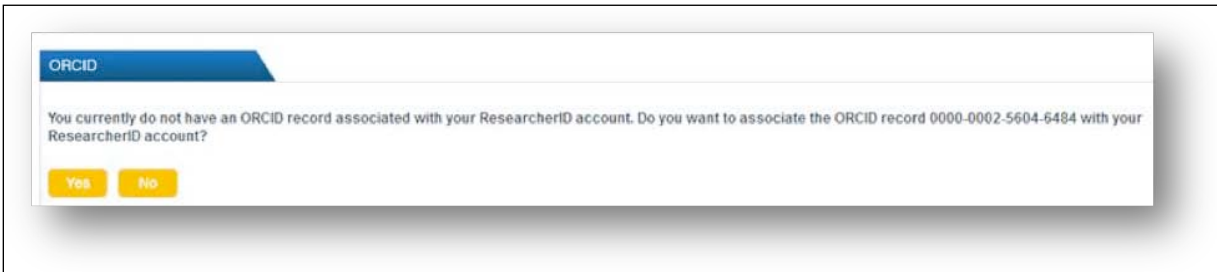 ORCID
You currently do not have an ORCID record associated with your ResearcherID account. Do you want to associate the ORCID record 0000-0002-5604-6484 with your
ResearcherID account?
Yes No